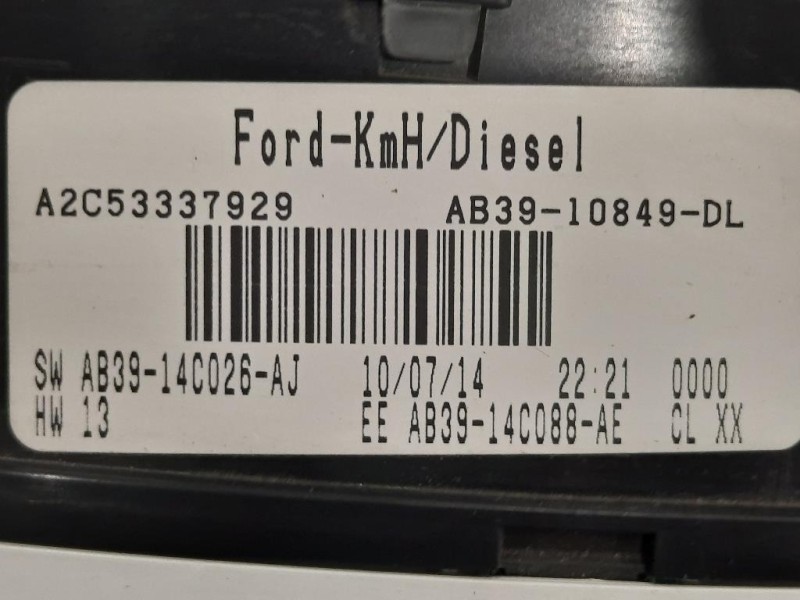 Ford-KmH/Diesel
A2C53337929 AB39-10849-DL
SW AB39-14C026-AJ 10/07/14 22:21 0000
HW 13 EE AB39-14C088-AE CL XX